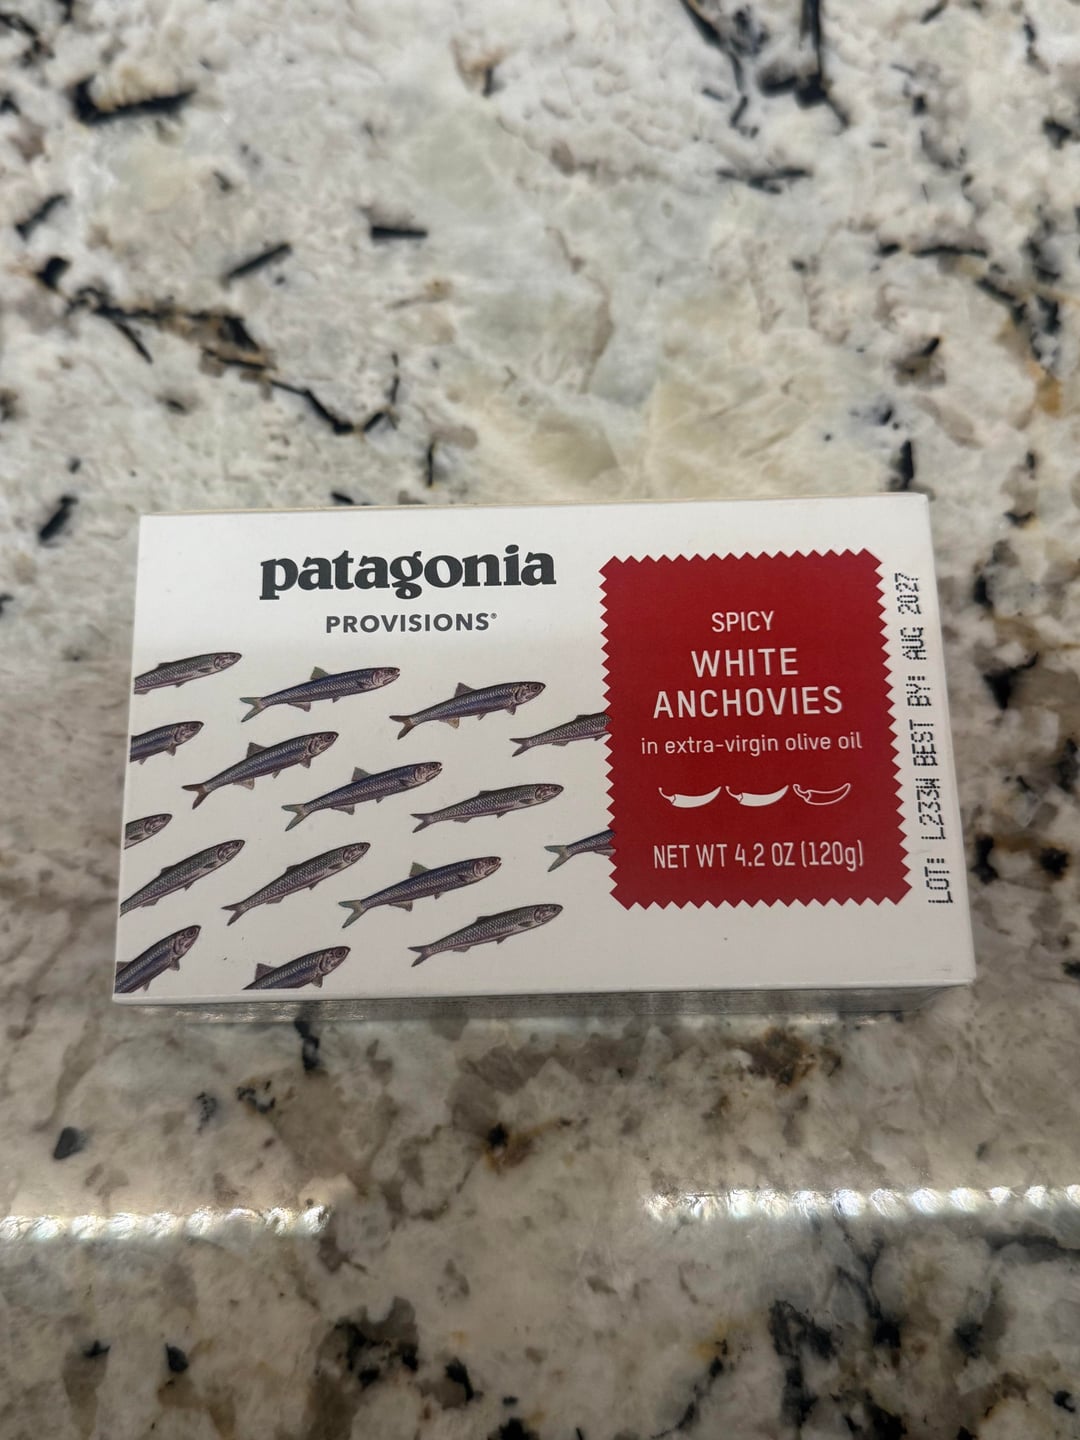 patagonia
PROVISIONS®
SPICY
WHITE
ANCHOVIES
in extra-virgin olive oil
NET WT 4.2 OZ (120g)
LOT: L233W BEST BY: AUG 2027